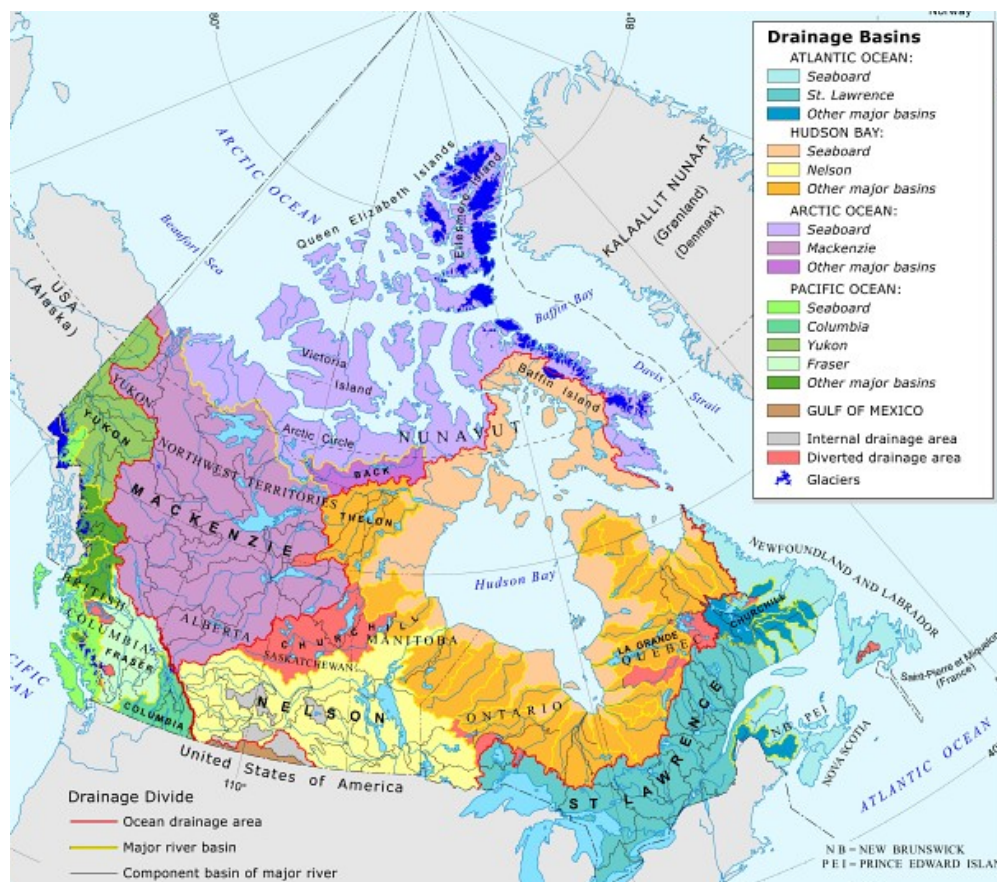 80°
80°
Norway
Drainage Basins
ATLANTIC OCEAN:
Seaboard
St. Lawrence
Other major basins
HUDSON BAY:
Seaboard
Nelson
Other major basins
ARCTIC OCEAN:
Seaboard
Mackenzie
Other major basins
PACIFIC OCEAN:
Seaboard
Columbia
Yukon
Fraser
Other major basins
GULF OF MEXICO
Internal drainage area
Diverted drainage area
Glaciers
ARCTIC OCEAN
Queen Elizabeth Islands
Ellesmere Island
KALAALLIT NUNAAT
(Grønland)
(Denmark)
Beaufort
Sea
USA
(Alaska)
Baffin Bay
Davis
Strait
Victoria
Island
Baffin Island
YUKON
YUKON
Arctic Circle
NUNAVUT
NORTHWEST TERRITORIES
BACK
MACKENZIE
THELON
Hudson Bay
NEWFOUNDLAND AND LABRADOR
BRITISH
COLUMBIA
ALBERTA
CHURCHILL
MANITOBA
SASKATCHEWAN
FRASER
COLUMBIA
LA GRANDE
QUEBEC
CHURCHILL
Saint-Pierre et Miquelon
(France)
NELSON
ONTARIO
N B
PEI
NOVA SCOTIA
ST LAWRENCE
ATLANTIC OCEAN
United States of America
110°
Drainage Divide
Ocean drainage area
Major river basin
Component basin of major river
N B = NEW BRUNSWICK
P E I = PRINCE EDWARD ISLAN